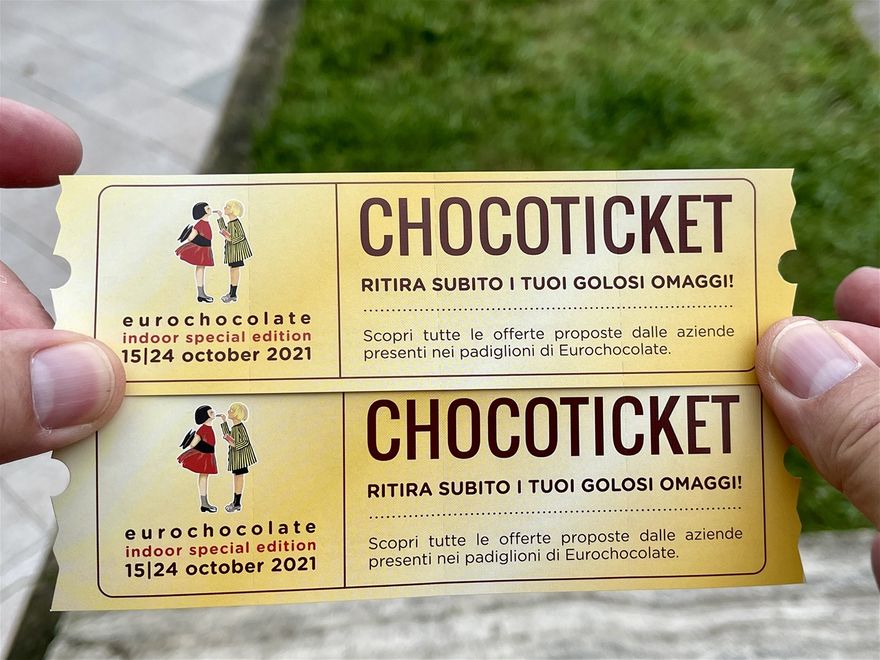 eurochocolate
indoor special edition
15|24 october 2021
CHOCOTICKET
RITIRA SUBITO I TUOI GOLOSI OMAGGI!
Scopri tutte le offerte proposte dalle aziende
presenti nei padiglioni di Eurochocolate.
eurochocolate
indoor special edition
15|24 october 2021
CHOCOTICKET
RITIRA SUBITO I TUOI GOLOSI OMAGGI!
Scopri tutte le offerte proposte dalle aziende
presenti nei padiglioni di Eurochocolate.